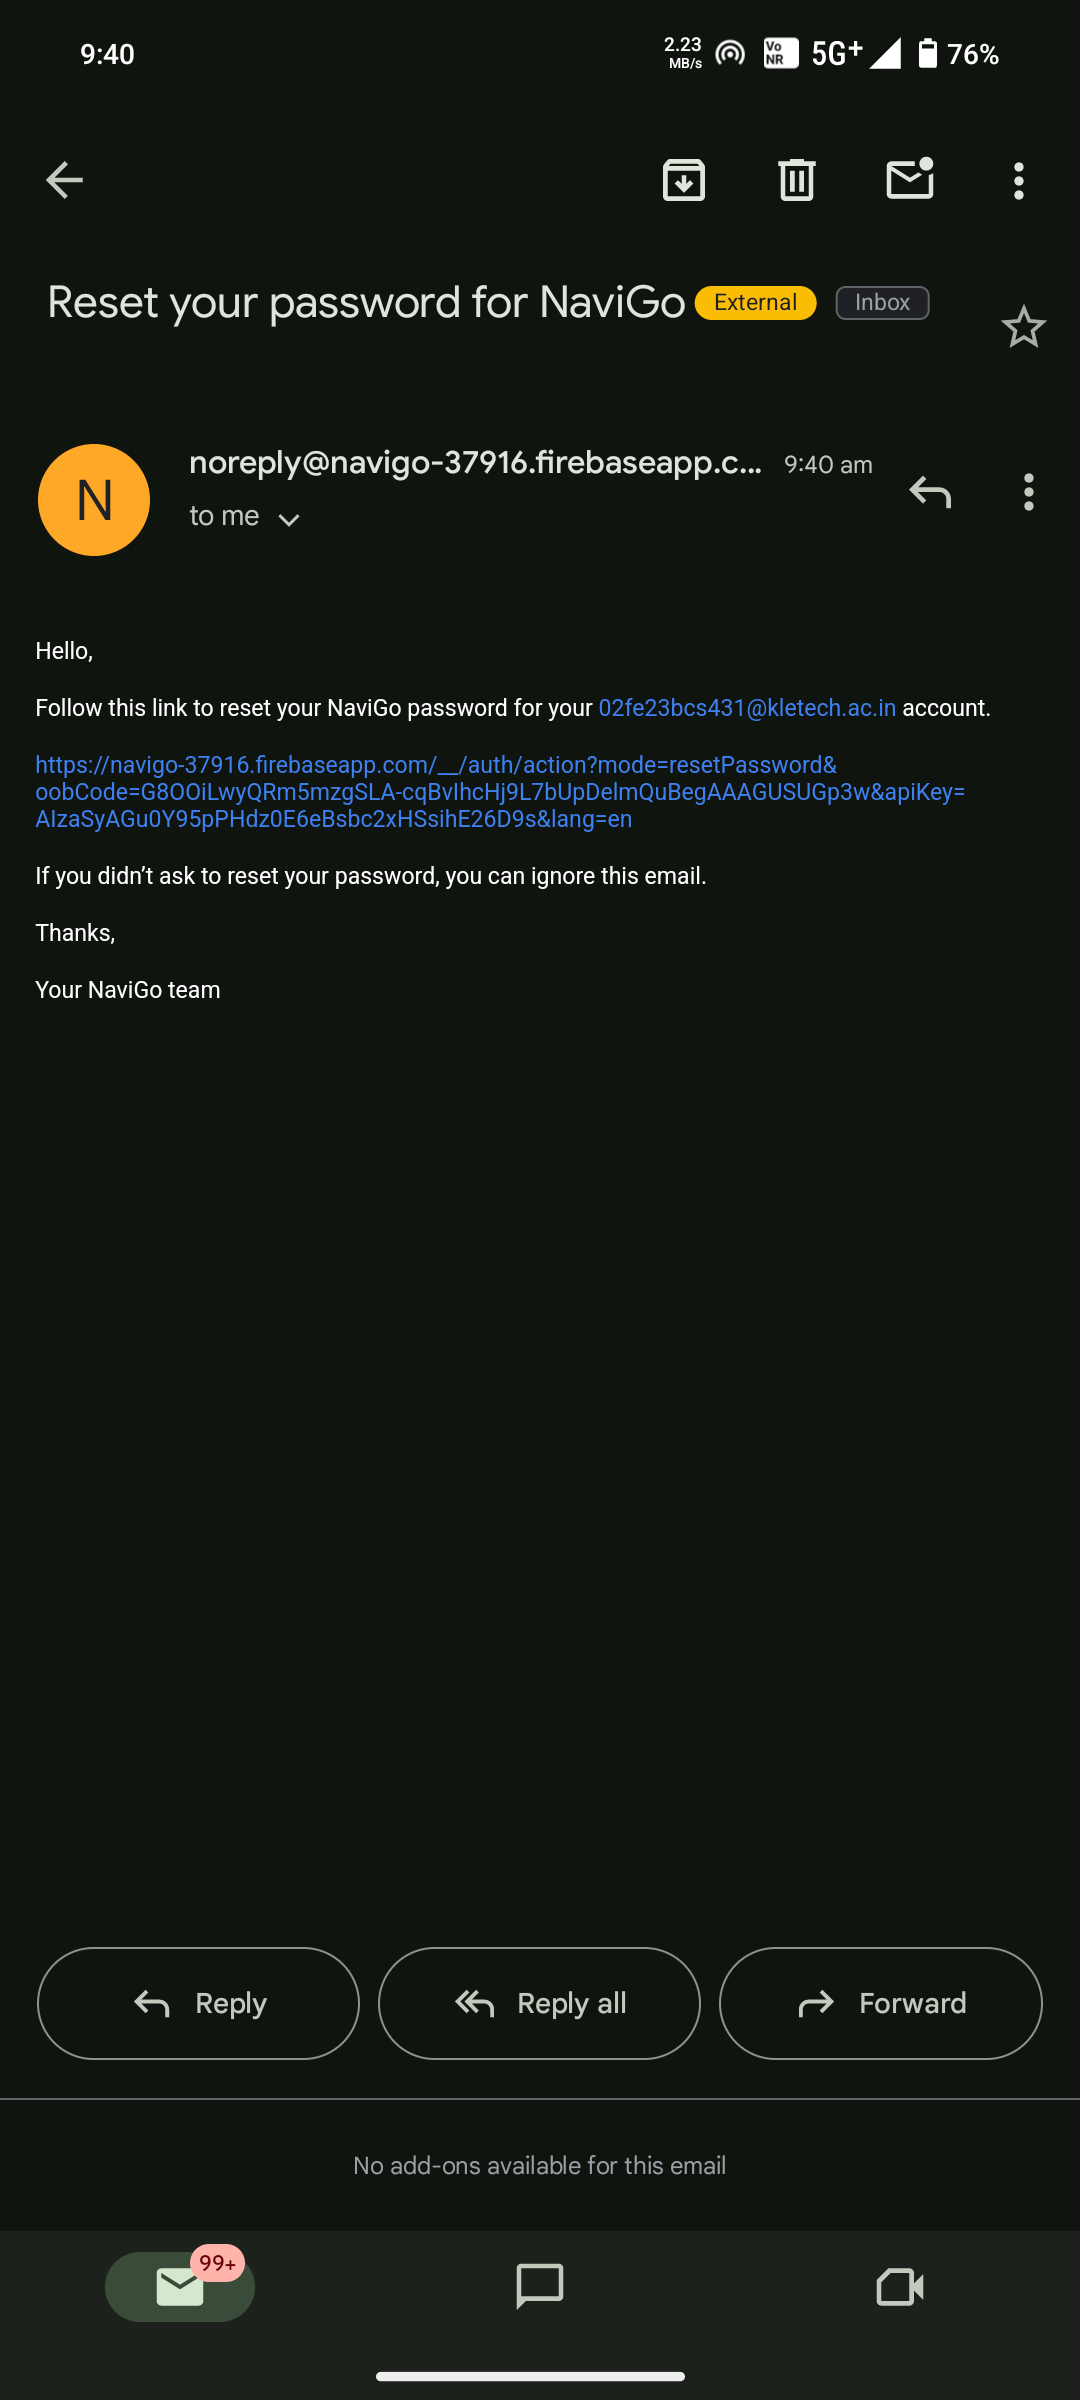 9:40
2.23
MB/s
Vo
NR
5G+
76%
Reset your password for NaviGo External Inbox
N
noreply@navigo-37916.firebaseapp.c... 9:40 am
to me
Hello,
Follow this link to reset your NaviGo password for your 02fe23bcs431@kletech.ac.in account.
https://navigo-37916.firebaseapp.com/__/auth/action?mode=resetPassword&
oobCode=G8OOiLwyQRm5mzgSLA-cqBvIhcHj9L7bUpDelmQuBegAAAGUSUGp3w&apiKey=
AIzaSyAGu0Y95pPHdz0E6eBsbc2xHSsihE26D9s&lang=en
If you didn’t ask to reset your password, you can ignore this email.
Thanks,
Your NaviGo team
Reply
Reply all
Forward
No add-ons available for this email
99+